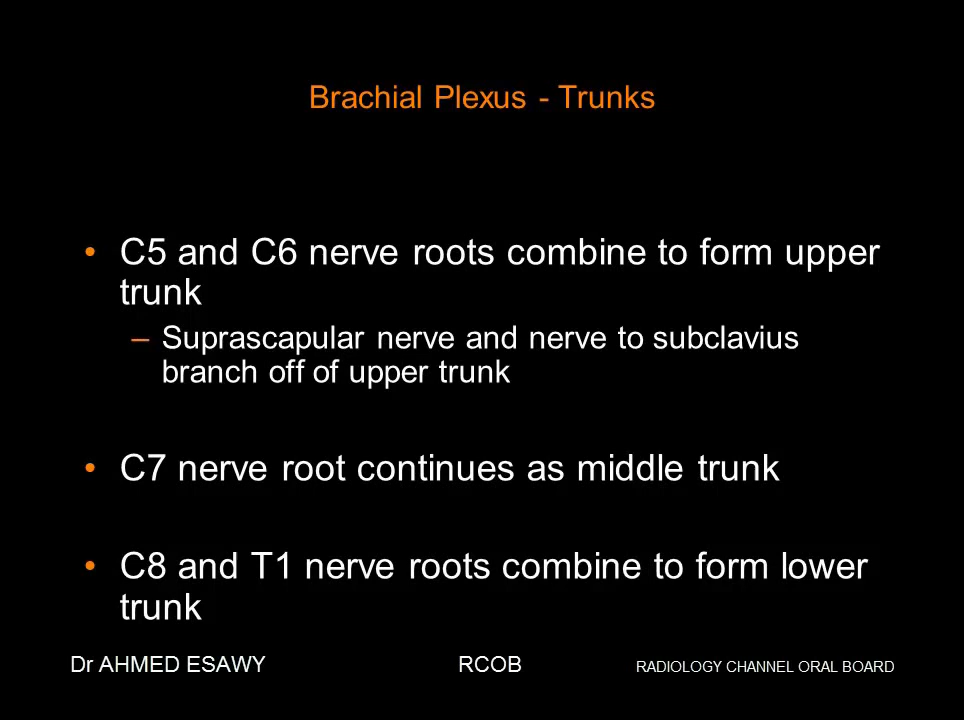 Brachial Plexus - Trunks
• C5 and C6 nerve roots combine to form upper
trunk
– Suprascapular nerve and nerve to subclavius
branch off of upper trunk
• C7 nerve root continues as middle trunk
• C8 and T1 nerve roots combine to form lower
trunk
Dr AHMED ESAWY RCOB RADIOLOGY CHANNEL ORAL BOARD